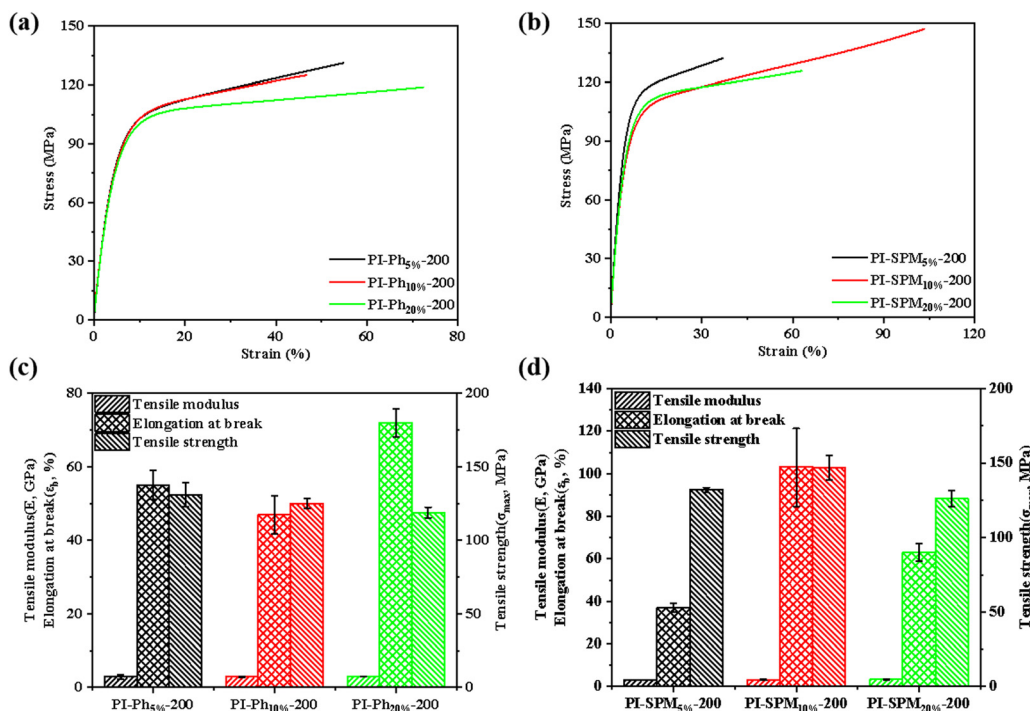 (a)
150
120
90
60
30
0
Stress (MPa)
PI-Ph5%-200
PI-Ph10%-200
PI-Ph20%-200
0 20 40 60 80
Strain (%)
(b)
150
120
90
60
30
0
Stress (MPa)
PI-SPM5%-200
PI-SPM10%-200
PI-SPM20%-200
0 30 60 90 120
Strain (%)
(c)
80
60
40
20
0
Tensile modulus(E, GPa)
Elongation at break(εb, %)
Tensile modulus
Elongation at break
Tensile strength
200
150
100
50
0
Tensile strength(σmax, MPa)
PI-Ph5%-200 PI-Ph10%-200 PI-Ph20%-200
(d)
140
120
100
80
60
40
20
0
Tensile modulus(E, GPa)
Elongation at break(εb, %)
Tensile modulus
Elongation at break
Tensile strength
200
150
100
50
0
Tensile strength(σmax, MPa)
PI-SPM5%-200 PI-SPM10%-200 PI-SPM20%-200